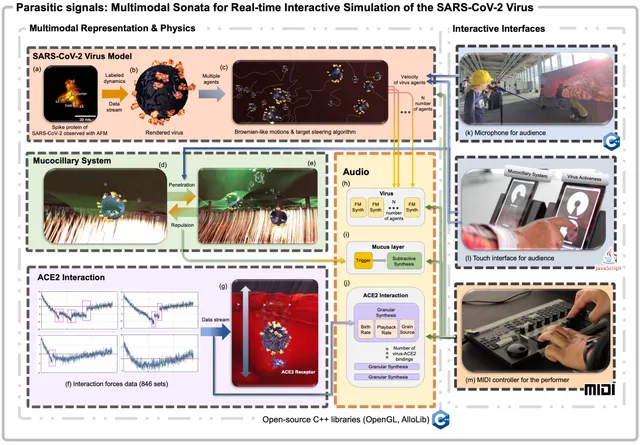 Parasitic signals: Multimodal Sonata for Real-time Interactive Simulation of the SARS-CoV-2 Virus
Multimodal Representation & Physics
SARS-CoV-2 Virus Model
(a)
Labeled
dynamics
Data
stream
(b)
Multiple
agents
(c)
Velocity
of virus
agents
N
number
of agents
Spike protein of
SARS-CoV-2 observed with AFM
Rendered virus
Brownian-like motions & target steering algorithm
Mucocillary System
(d)
Penetration
Repulsion
(e)
ACE2 Interaction
(f) Interaction forces data (846 sets)
Data stream
(g)
ACE2 Receptor
Audio
(h)
Virus
FM
Synth
FM
Synth
N
number
of agents
FM
Synth
(i)
Mucus layer
Trigger
Subtractive
Synthesis
(j)
ACE2 Interaction
Granular
Synthesis
Birth
Rate
Playback
Rate
Grain
Source
Number of
virus-ACE2
bindings
Granular Synthesis
Granular Synthesis
Open-source C++ libraries (OpenGL, AlloLib)
Interactive Interfaces
(k) Microphone for audience
Mucocillary System
Virus Activeness
(l) Touch interface for audience
JavaScript
(m) MIDI controller for the performer
MIDI